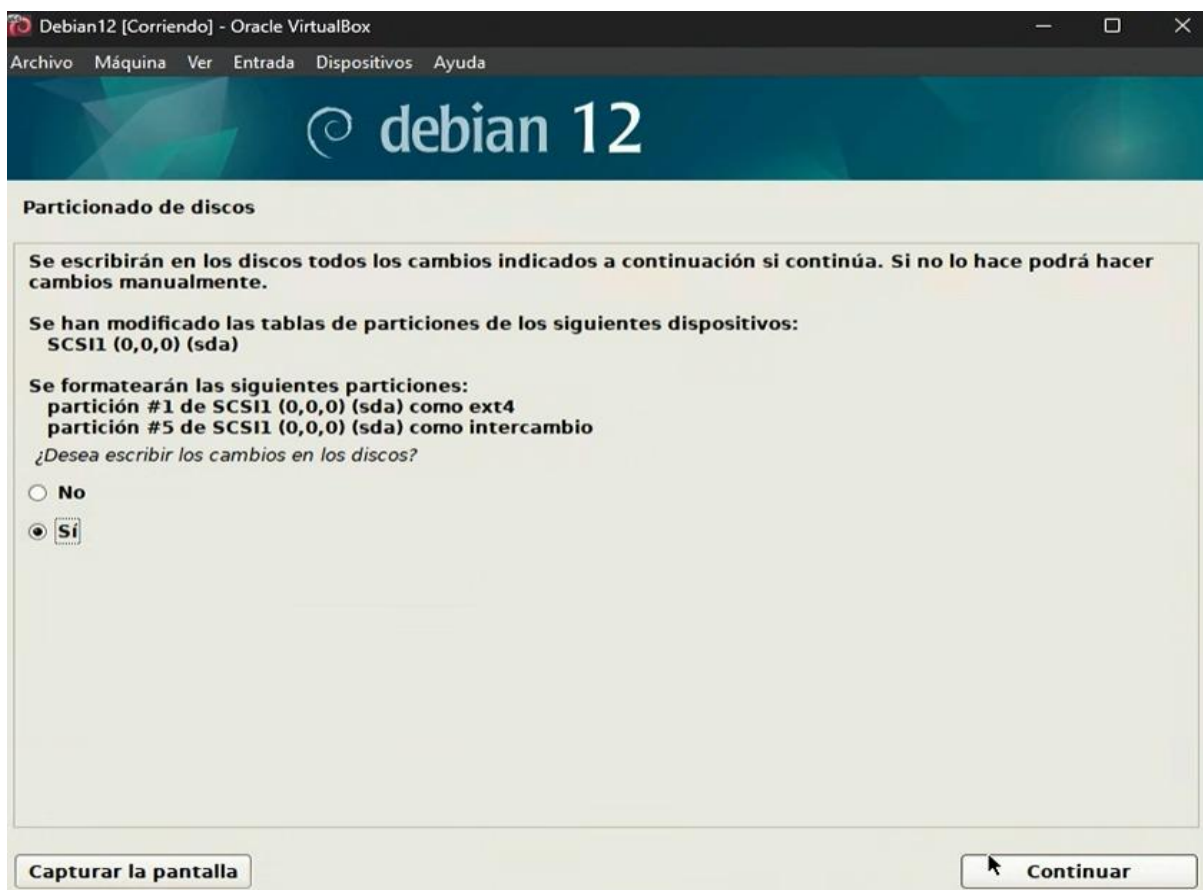 Debian12 [Corriendo] - Oracle VirtualBox
Archivo Máquina Ver Entrada Dispositivos Ayuda
debian 12
Particionado de discos
Se escribirán en los discos todos los cambios indicados a continuación si continúa. Si no lo hace podrá hacer
cambios manualmente.
Se han modificado las tablas de particiones de los siguientes dispositivos:
SCSI1 (0,0,0) (sda)
Se formatearán las siguientes particiones:
partición #1 de SCSI1 (0,0,0) (sda) como ext4
partición #5 de SCSI1 (0,0,0) (sda) como intercambio
¿Desea escribir los cambios en los discos?
No
Sí
Capturar la pantalla
Continuar